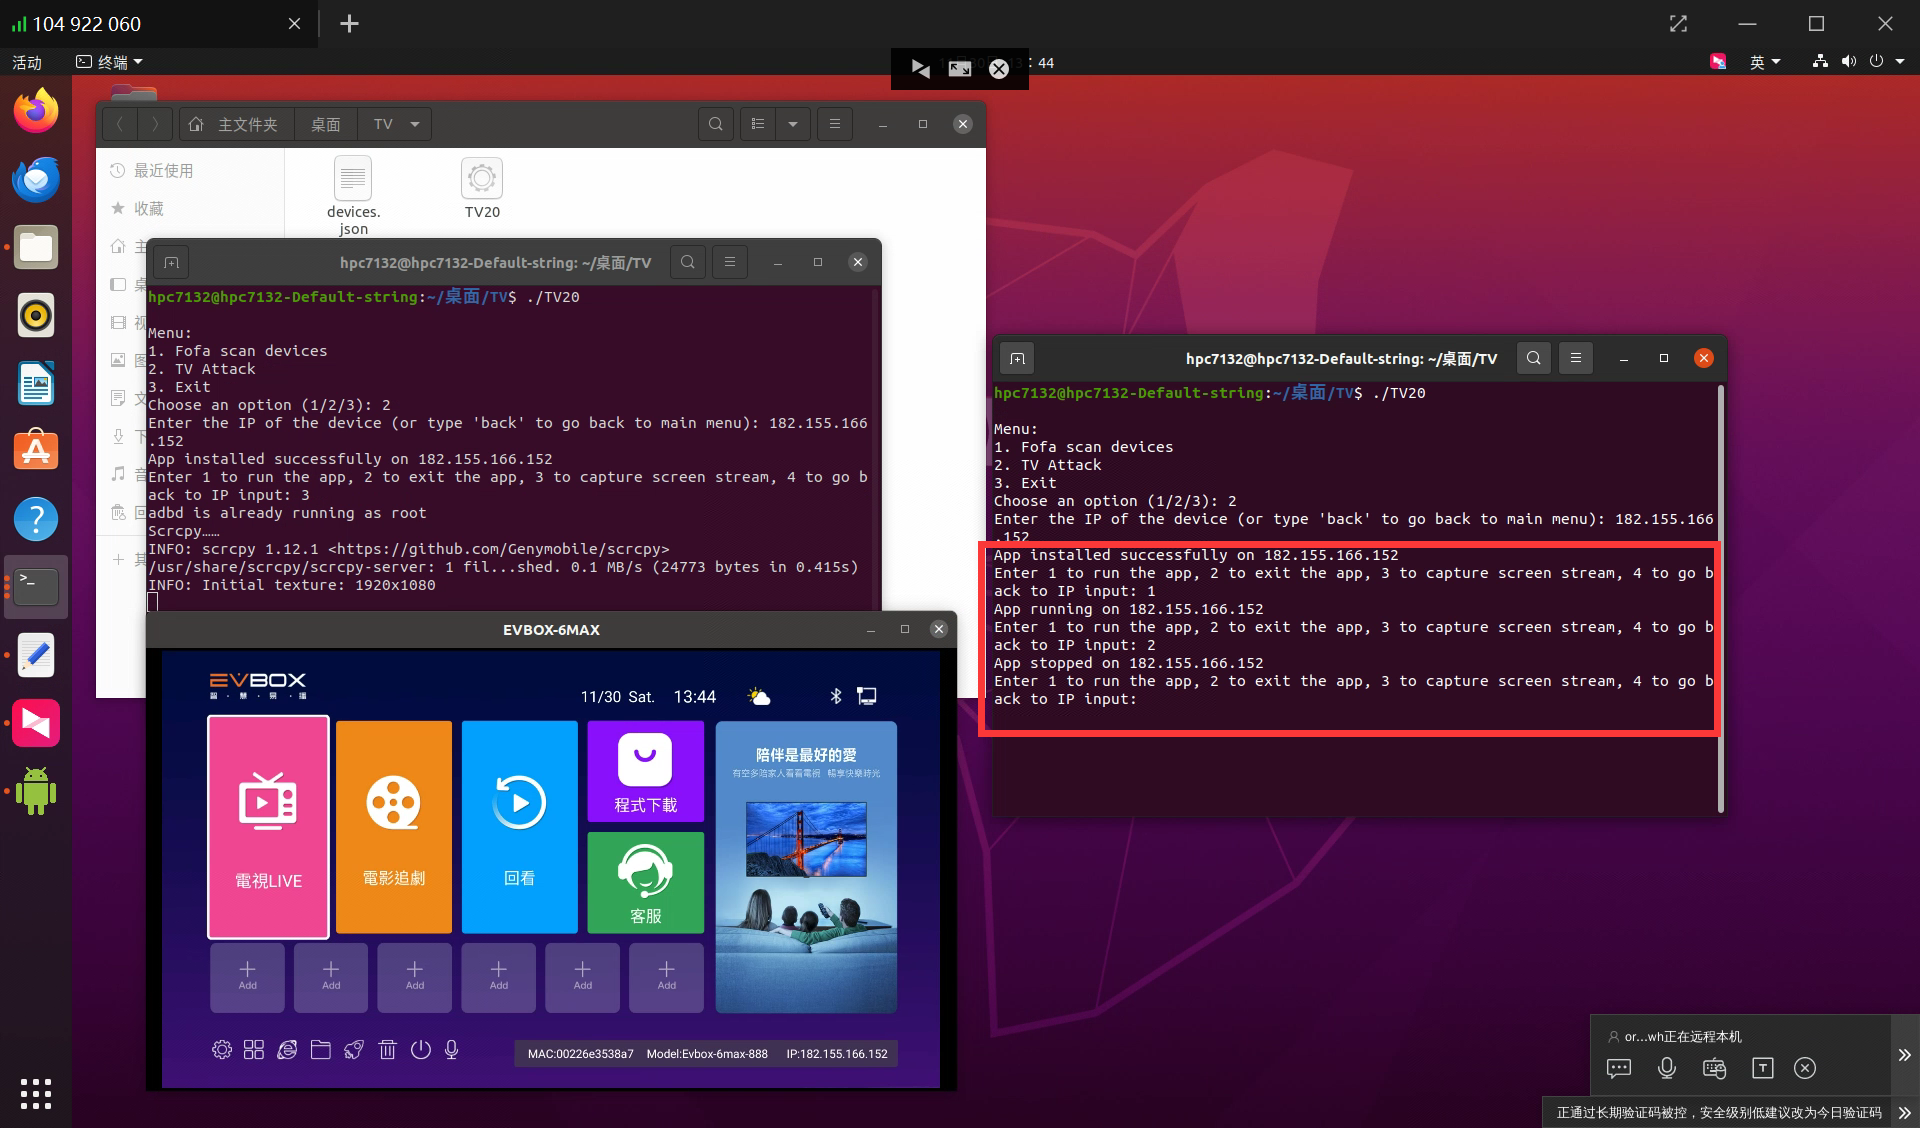 104 922 060
活动
终端
: 44
英
主文件夹
桌面
TV
最近使用
收藏
devices.
json
TV20
hpc7132@hpc7132-Default-string: ~/桌面/TV
hpc7132@hpc7132-Default-string:~/桌面/TV$ ./TV20
Menu:
1. Fofa scan devices
2. TV Attack
3. Exit
Choose an option (1/2/3): 2
Enter the IP of the device (or type 'back' to go back to main menu): 182.155.166
.152
App installed successfully on 182.155.166.152
Enter 1 to run the app, 2 to exit the app, 3 to capture screen stream, 4 to go b
ack to IP input: 3
adbd is already running as root
Scrcpy……
INFO: scrcpy 1.12.1 <https://github.com/Genymobile/scrcpy>
/usr/share/scrcpy/scrcpy-server: 1 fil...shed. 0.1 MB/s (24773 bytes in 0.415s)
INFO: Initial texture: 1920x1080
EVBOX-6MAX
EVBOX
智 · 慧 · 易 · 播
11/30 Sat. 13:44
電視LIVE
電影追劇
回看
程式下載
客服
陪伴是最好的愛
有空多陪家人看看電視 暢享快樂時光
Add
Add
Add
Add
Add
Add
MAC:00226e3538a7 Model:Evbox-6max-888 IP:182.155.166.152
hpc7132@hpc7132-Default-string: ~/桌面/TV
hpc7132@hpc7132-Default-string:~/桌面/TV$ ./TV20
Menu:
1. Fofa scan devices
2. TV Attack
3. Exit
Choose an option (1/2/3): 2
Enter the IP of the device (or type 'back' to go back to main menu): 182.155.166
.152
App installed successfully on 182.155.166.152
Enter 1 to run the app, 2 to exit the app, 3 to capture screen stream, 4 to go b
ack to IP input: 1
App running on 182.155.166.152
Enter 1 to run the app, 2 to exit the app, 3 to capture screen stream, 4 to go b
ack to IP input: 2
App stopped on 182.155.166.152
Enter 1 to run the app, 2 to exit the app, 3 to capture screen stream, 4 to go b
ack to IP input:
or...wh正在远程本机
正通过长期验证码被控，安全级别低建议改为今日验证码